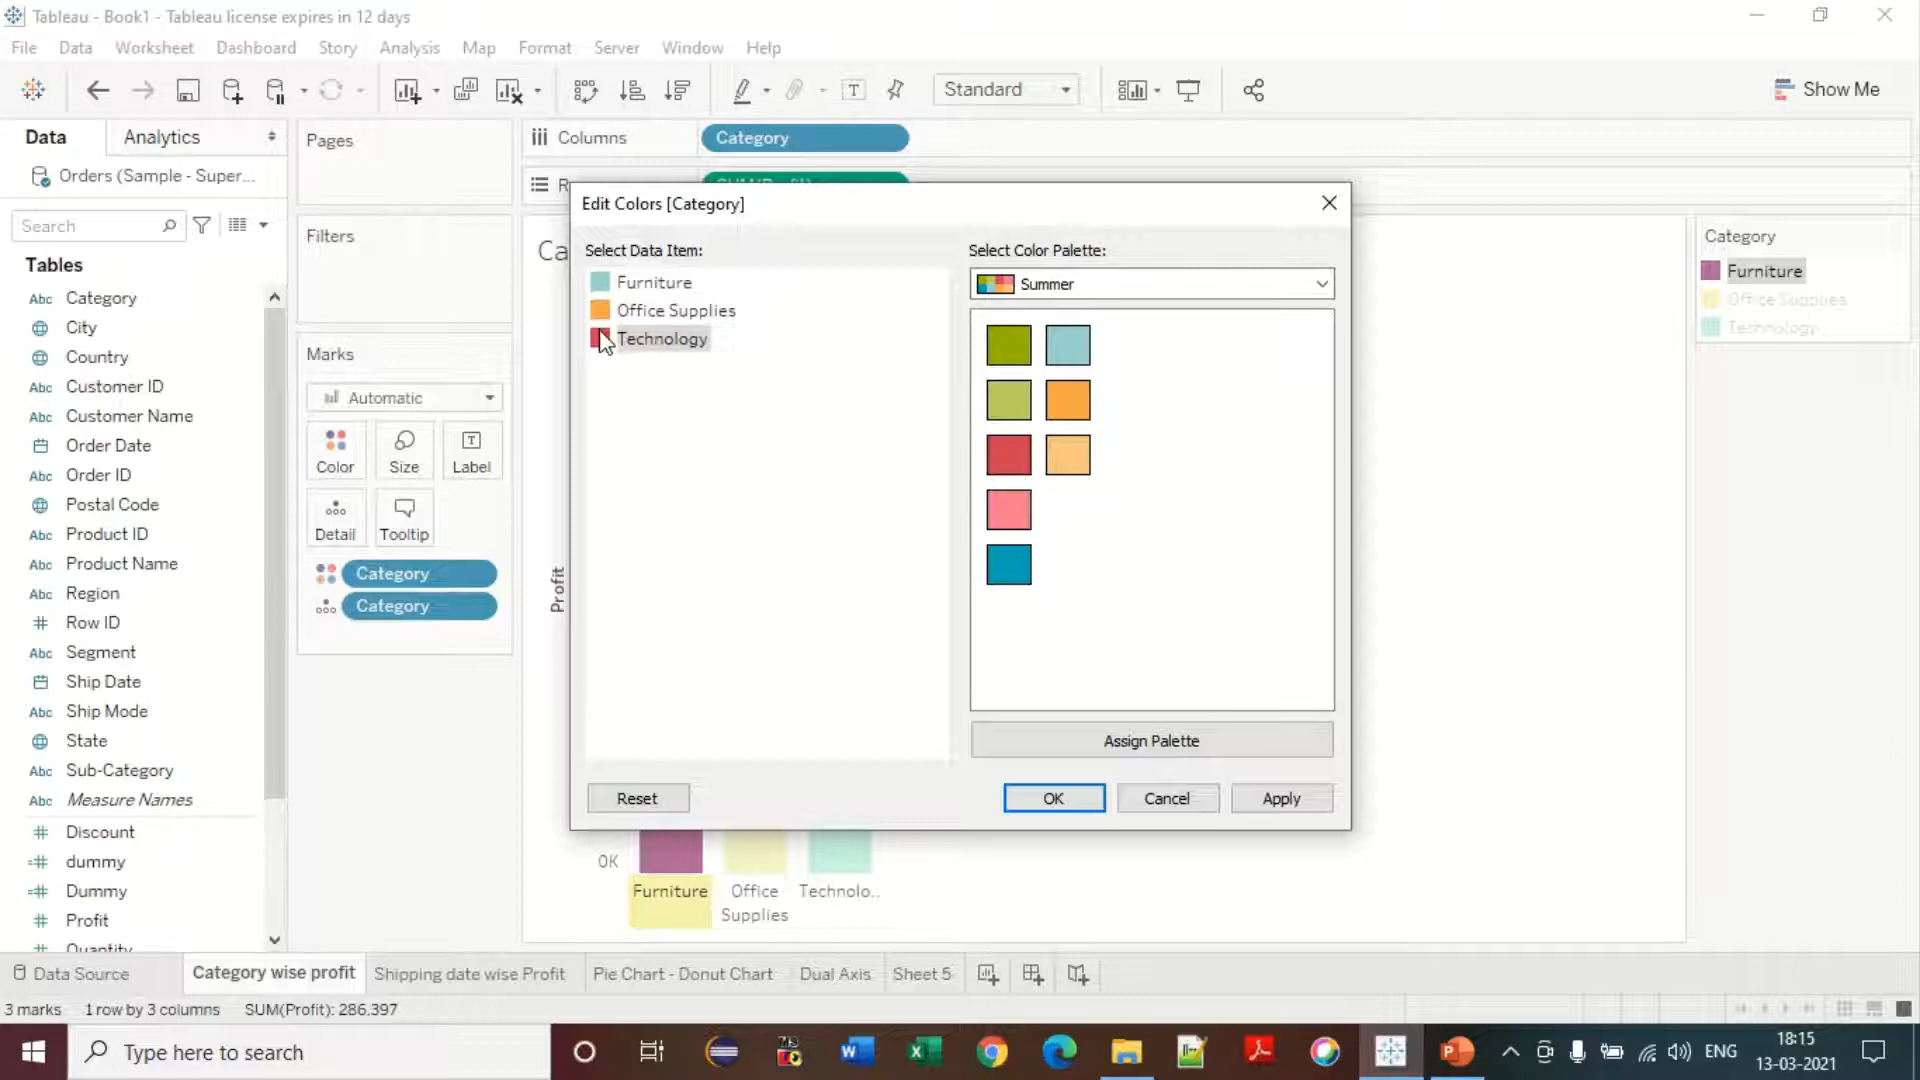 Tableau - Book1 - Tableau license expires in 12 days
File Data Worksheet Dashboard Story Analysis Map Format Server Window Help
Standard
Show Me
Data
Analytics
Pages
Columns
Category
Orders (Sample - Super...
Search
Filters
Tables
Category
City
Country
Customer ID
Customer Name
Order Date
Order ID
Postal Code
Product ID
Product Name
Region
Row ID
Segment
Ship Date
Ship Mode
State
Sub-Category
Measure Names
Discount
dummy
Dummy
Profit
Quantity
Marks
Automatic
Color
Size
Label
Detail
Tooltip
Category
Category
Ca
Profit
Edit Colors [Category]
Select Data Item:
Furniture
Office Supplies
Technology
Select Color Palette:
Summer
Assign Palette
Reset
OK
Cancel
Apply
0K
Furniture
Office Supplies
Technolo..
Category
Furniture
Office Supplies
Technology
Data Source
Category wise profit
Shipping date wise Profit
Pie Chart - Donut Chart
Dual Axis
Sheet 5
3 marks 1 row by 3 columns SUM(Profit): 286,397
Type here to search
ENG
18:15
13-03-2021